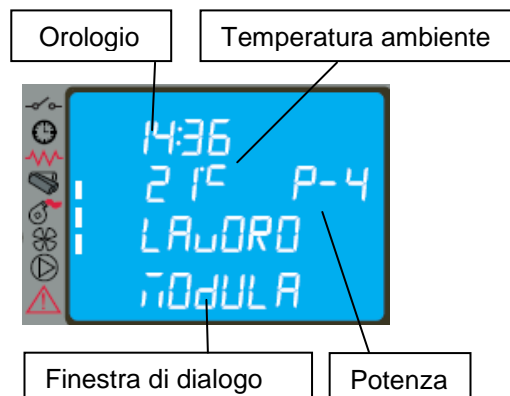 Orologio
Temperatura ambiente
14:36
21°C P-4
LAvORO
MOdULA
Finestra di dialogo
Potenza